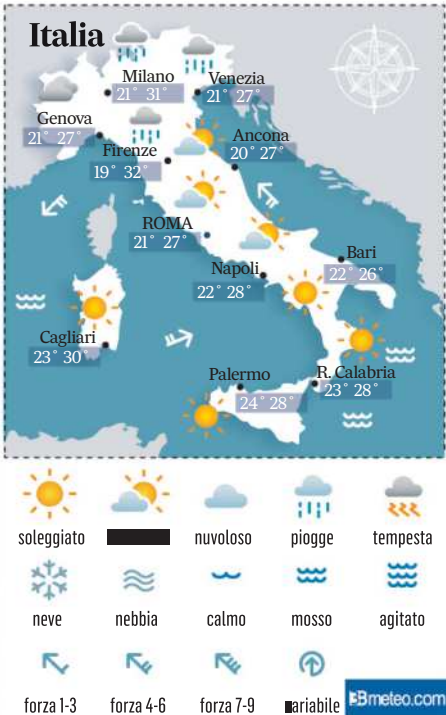 Italia
Milano
21° 31°
Venezia
21° 27°
Genova
21° 27°
Firenze
19° 32°
Ancona
20° 27°
ROMA
21° 27°
Napoli
22° 28°
Bari
22° 26°
Cagliari
23° 30°
Palermo
24° 28°
R. Calabria
23° 28°
soleggiato nuvoloso piogge tempesta
neve nebbia calmo mosso agitato
forza 1-3 forza 4-6 forza 7-9 ariabile
3Bmeteo.com